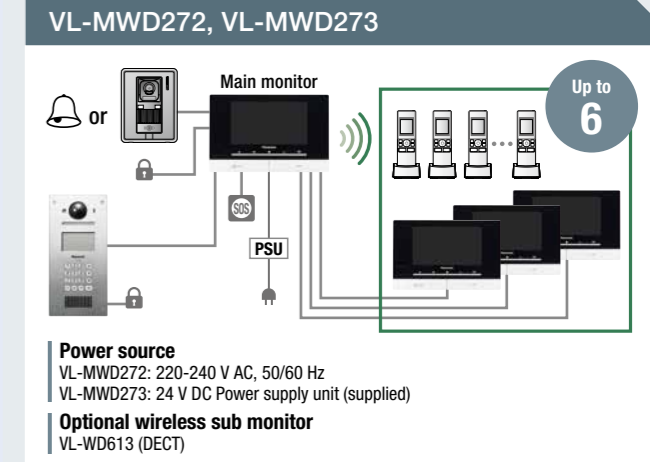 VL-MWD272, VL-MWD273
Main monitor
or
Up to
6
SOS
PSU
Power source
VL-MWD272: 220-240 V AC, 50/60 Hz
VL-MWD273: 24 V DC Power supply unit (supplied)
Optional wireless sub monitor
VL-WD613 (DECT)